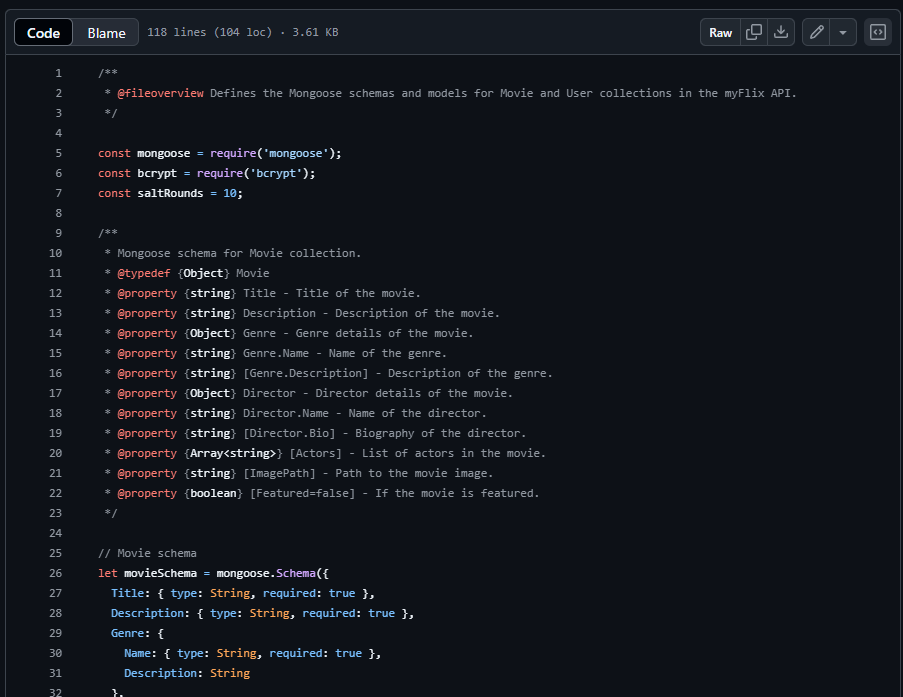 Code Blame 118 lines (104 loc) · 3.61 KB Raw
1 /**
2 * @fileoverview Defines the Mongoose schemas and models for Movie and User collections in the myFlix API.
3 */
4
5 const mongoose = require('mongoose');
6 const bcrypt = require('bcrypt');
7 const saltRounds = 10;
8
9 /**
10 * Mongoose schema for Movie collection.
11 * @typedef {Object} Movie
12 * @property {string} Title - Title of the movie.
13 * @property {string} Description - Description of the movie.
14 * @property {Object} Genre - Genre details of the movie.
15 * @property {string} Genre.Name - Name of the genre.
16 * @property {string} [Genre.Description] - Description of the genre.
17 * @property {Object} Director - Director details of the movie.
18 * @property {string} Director.Name - Name of the director.
19 * @property {string} [Director.Bio] - Biography of the director.
20 * @property {Array<string>} [Actors] - List of actors in the movie.
21 * @property {string} [ImagePath] - Path to the movie image.
22 * @property {boolean} [Featured=false] - If the movie is featured.
23 */
24
25 // Movie schema
26 let movieSchema = mongoose.Schema({
27 Title: { type: String, required: true },
28 Description: { type: String, required: true },
29 Genre: {
30 Name: { type: String, required: true },
31 Description: String
32 },